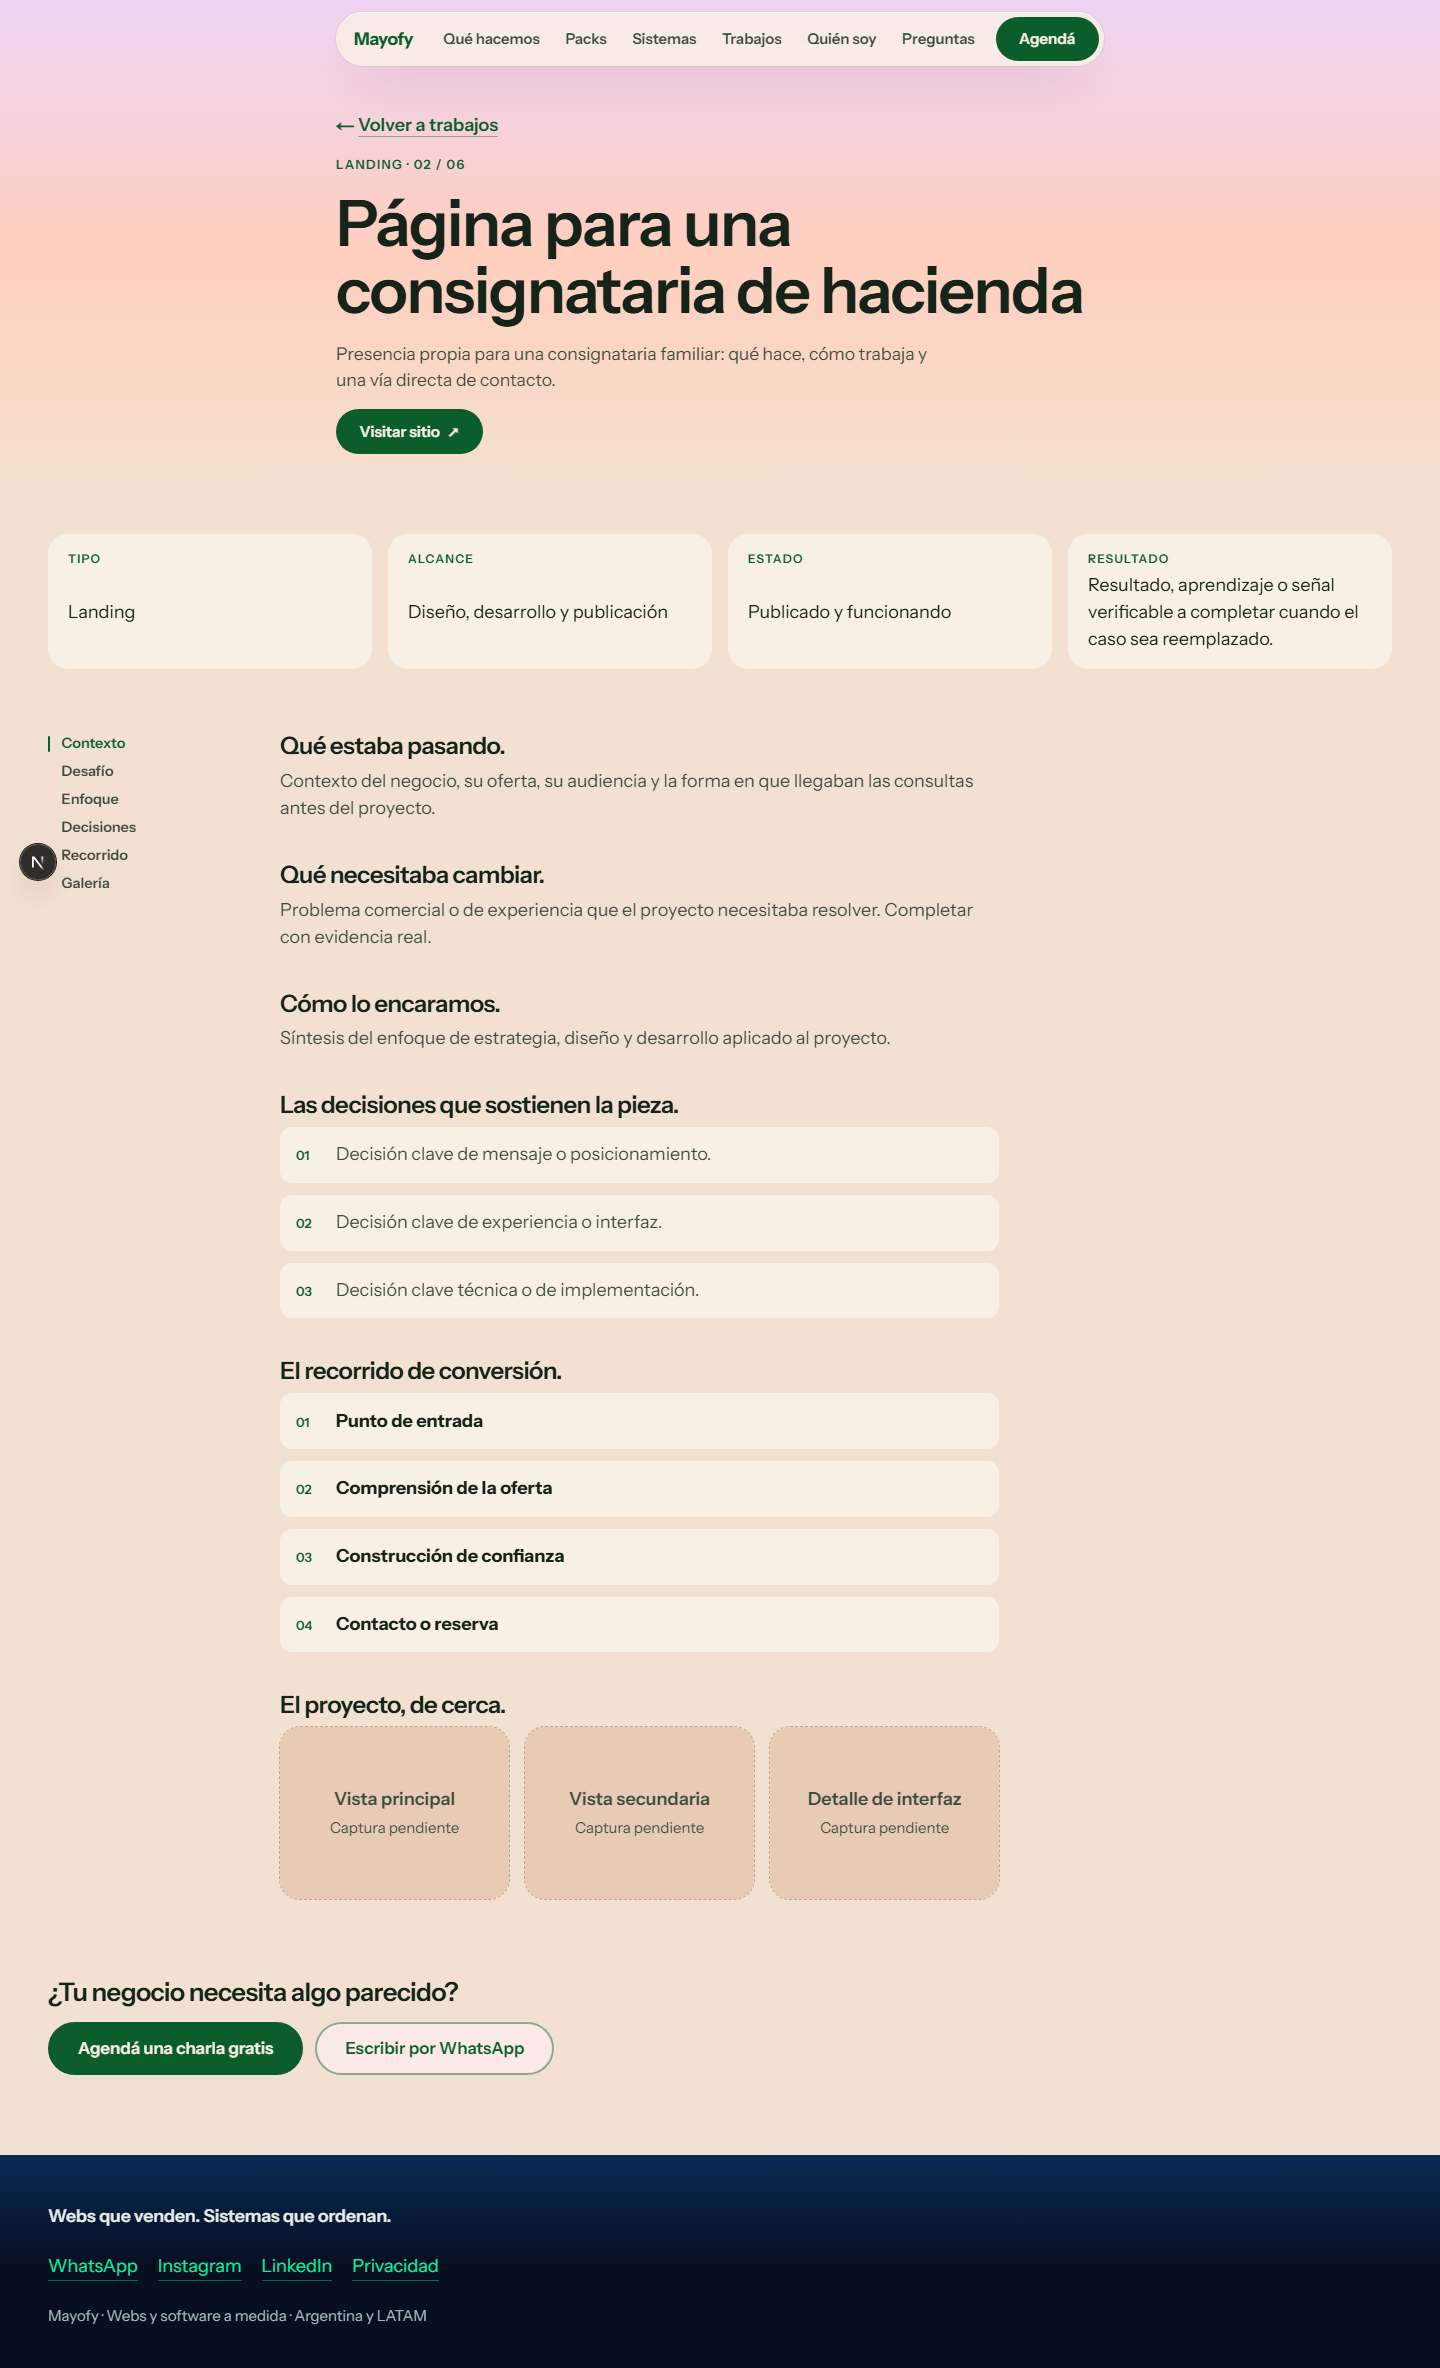 Mayofy Qué hacemos Packs Sistemas Trabajos Quién soy Preguntas Agendá
← Volver a trabajos
LANDING · 02 / 06
Página para una
consignataria de hacienda
Presencia propia para una consignataria familiar: qué hace, cómo trabaja y
una vía directa de contacto.
Visitar sitio ↗
TIPO
Landing
ALCANCE
Diseño, desarrollo y publicación
ESTADO
Publicado y funcionando
RESULTADO
Resultado, aprendizaje o señal
verificable a completar cuando el
caso sea reemplazado.
Contexto
Desafío
Enfoque
Decisiones
Recorrido
Galería
N
Qué estaba pasando.
Contexto del negocio, su oferta, su audiencia y la forma en que llegaban las consultas
antes del proyecto.
Qué necesitaba cambiar.
Problema comercial o de experiencia que el proyecto necesitaba resolver. Completar
con evidencia real.
Cómo lo encaramos.
Síntesis del enfoque de estrategia, diseño y desarrollo aplicado al proyecto.
Las decisiones que sostienen la pieza.
01 Decisión clave de mensaje o posicionamiento.
02 Decisión clave de experiencia o interfaz.
03 Decisión clave técnica o de implementación.
El recorrido de conversión.
01 Punto de entrada
02 Comprensión de la oferta
03 Construcción de confianza
04 Contacto o reserva
El proyecto, de cerca.
Vista principal
Captura pendiente
Vista secundaria
Captura pendiente
Detalle de interfaz
Captura pendiente
¿Tu negocio necesita algo parecido?
Agendá una charla gratis
Escribir por WhatsApp
Webs que venden. Sistemas que ordenan.
WhatsApp Instagram LinkedIn Privacidad
Mayofy · Webs y software a medida · Argentina y LATAM